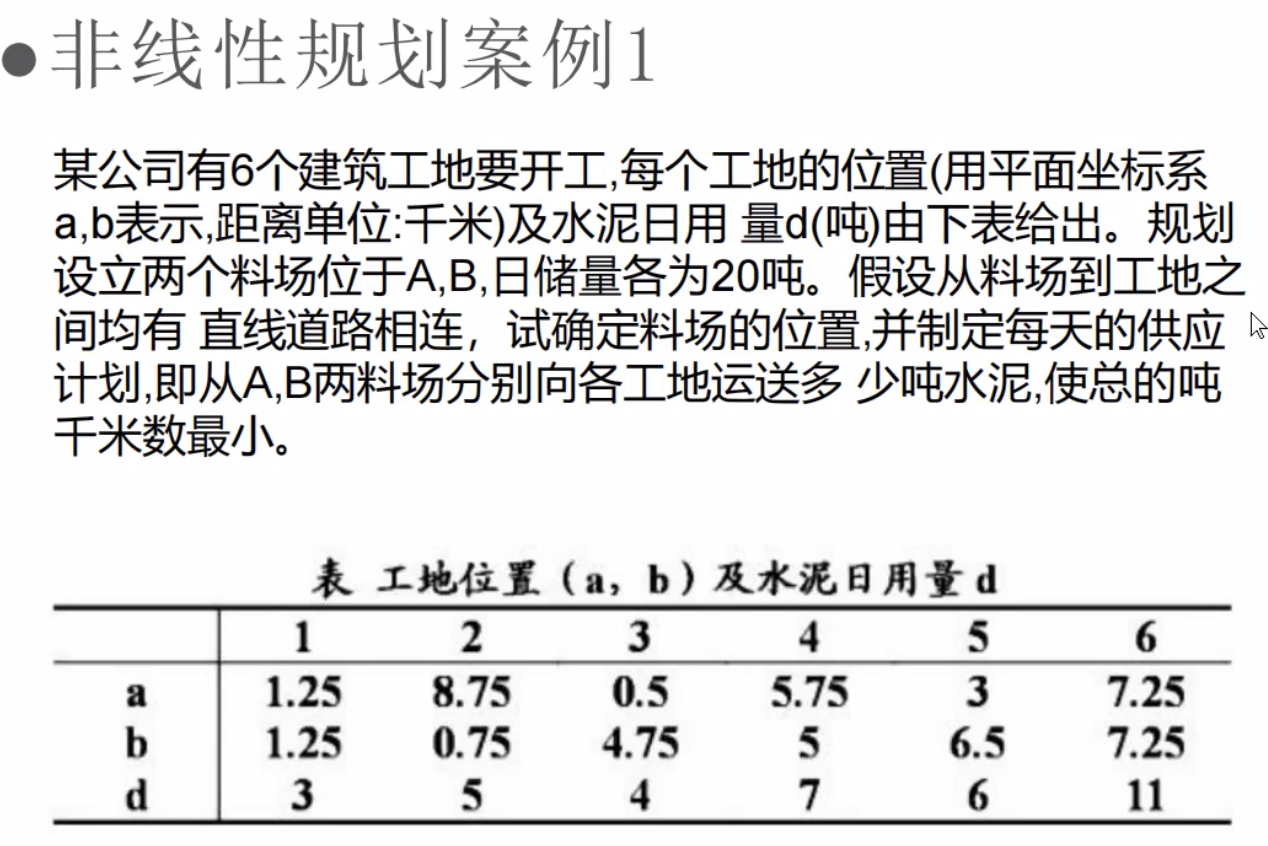 ●非线性规划案例1
某公司有6个建筑工地要开工,每个工地的位置(用平面坐标系
a,b表示,距离单位:千米)及水泥日用 量d(吨)由下表给出。规划
设立两个料场位于A,B,日储量各为20吨。假设从料场到工地之
间均有 直线道路相连，试确定料场的位置,并制定每天的供应
计划,即从A,B两料场分别向各工地运送多 少吨水泥,使总的吨
千米数最小。
表 工地位置（a，b）及水泥日用量 d
1 2 3 4 5 6
a 1.25 8.75 0.5 5.75 3 7.25
b 1.25 0.75 4.75 5 6.5 7.25
d 3 5 4 7 6 11